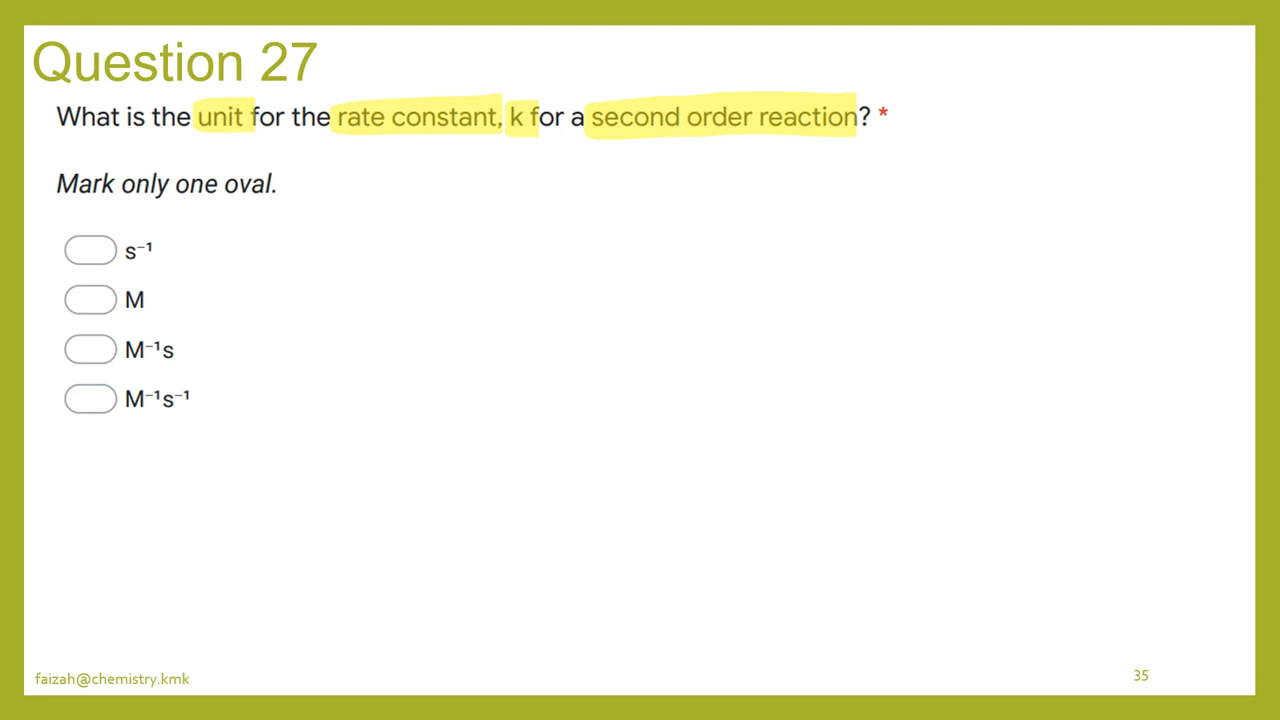 Question 27
What is the unit for the rate constant, k for a second order reaction? *
Mark only one oval.
s⁻¹
M
M⁻¹s
M⁻¹s⁻¹
faizah@chemistry.kmk
35